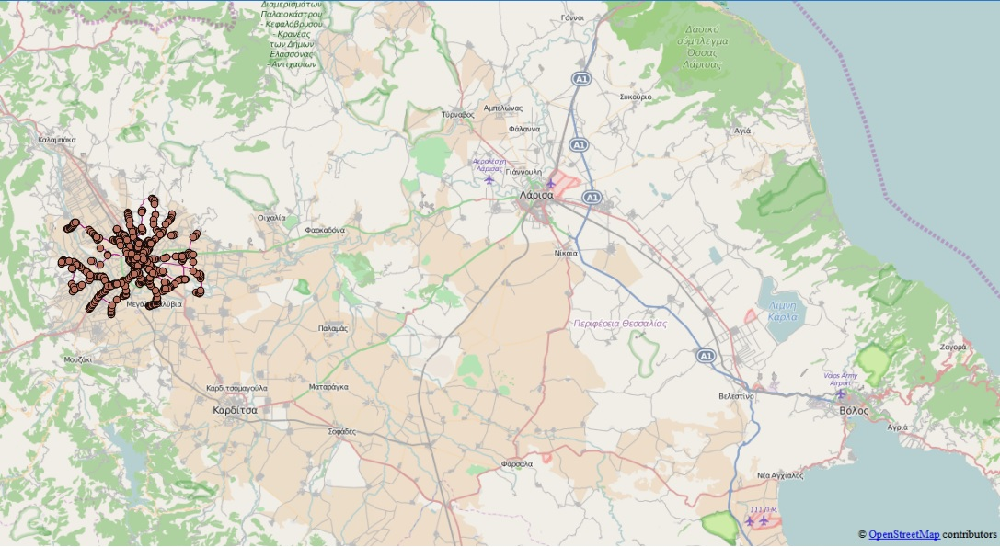 Διαμερισμάτων
Παλαιοκάστρου
- Κεφαλόβρυσου
- Κρανέας
των Δήμων
Ελασσόνας
- Αντιχασίων
Γόννοι
Δασικό
σύμπλεγμα
Όσσας
Λάρισας
A1
Συκούριο
Τύρναβος
Αμπελώνας
Φάλαννα
Αγιά
Καλαμπάκα
A1
Αερολέσχη
Λάρισας
Γιάννουλη
Λάρισα
A1
Οιχαλία
Φαρκαδόνα
Νίκαια
Λίμνη
Κάρλα
Περιφέρεια Θεσσαλίας
Παλαμάς
Μουζάκι
A1
Ζαγορά
Volos Army
Airport
Καρδιτσομαγούλα
Ματαράγκα
Βελεστίνο
Βόλος
Καρδίτσα
Σοφάδες
Αγριά
Φάρσαλα
Νέα Αγχίαλος
111 Π.Μ.
© OpenStreetMap contributors